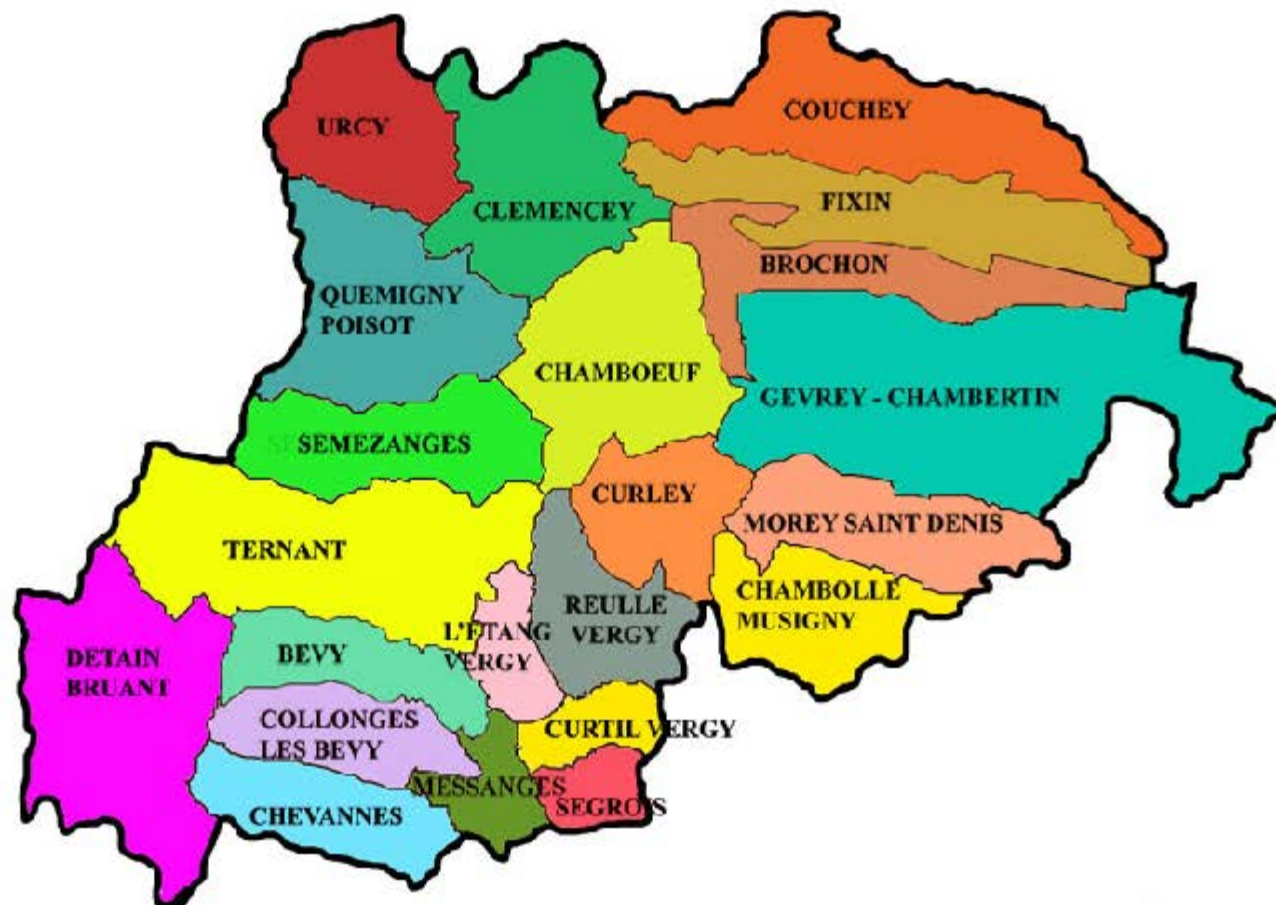 URCY
COUCHEY
CLEMENCEY
FIXIN
BROCHON
QUEMIGNY
POISOT
CHAMBOEUF
GEVREY - CHAMBERTIN
SEMEZANGES
CURLEY
MOREY SAINT DENIS
TERNANT
CHAMBOLLE
MUSIGNY
REULLE
VERGY
L'ETANG
VERGY
BEVY
DETAIN
BRUANT
COLLONGES
LES BEVY
CURTIL VERGY
MESSANGES
SEGROIS
CHEVANNES